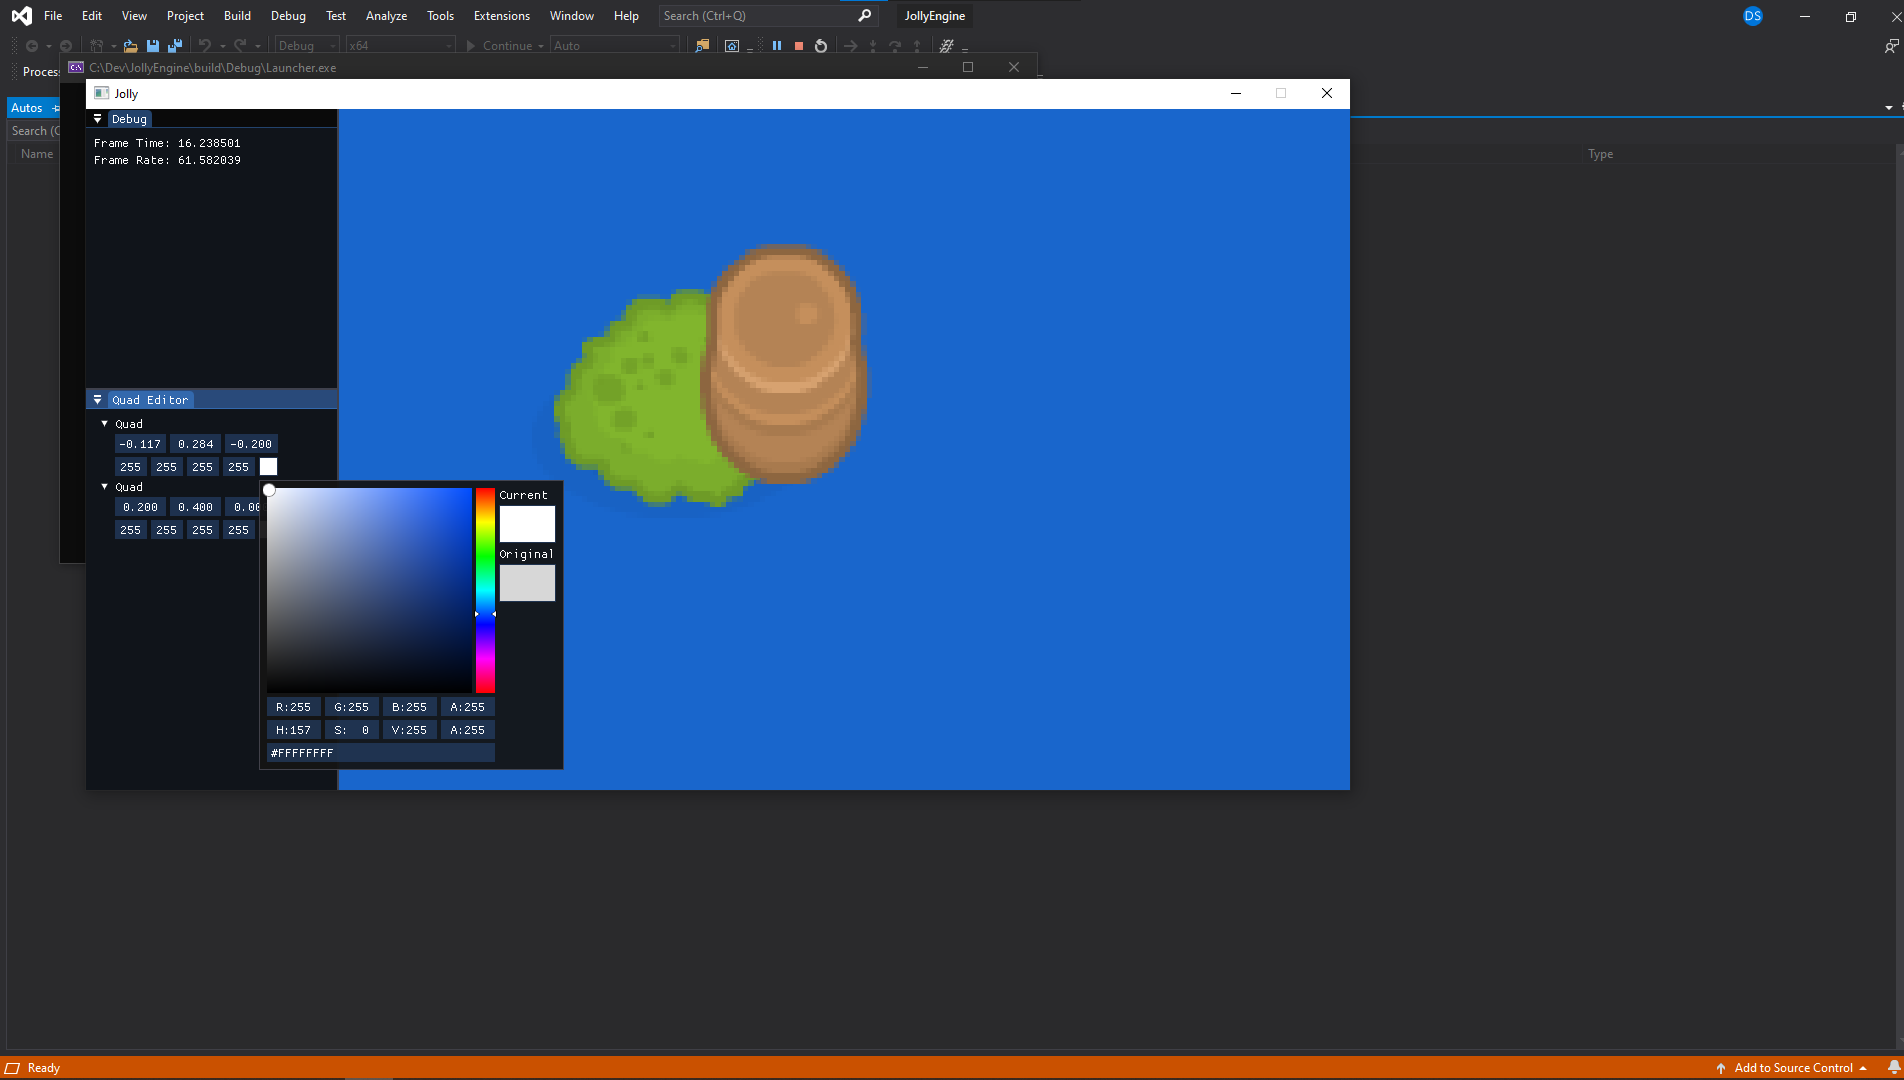 File Edit View Project Build Debug Test Analyze Tools Extensions Window Help Search (Ctrl+Q) JollyEngine DS
Debug x64 Continue Auto
Process
C:\Dev\JollyEngine\build\Debug\Launcher.exe
Jolly
Autos
Debug
Search (C
Frame Time: 16.238501
Name
Type
Frame Rate: 61.582039
Quad Editor
Quad
-0.117 0.284 -0.200
255 255 255 255
Quad
0.200 0.400 0.00
255 255 255 255
Current
Original
R:255 G:255 B:255 A:255
H:157 S: 0 V:255 A:255
#FFFFFFFF
Ready
Add to Source Control